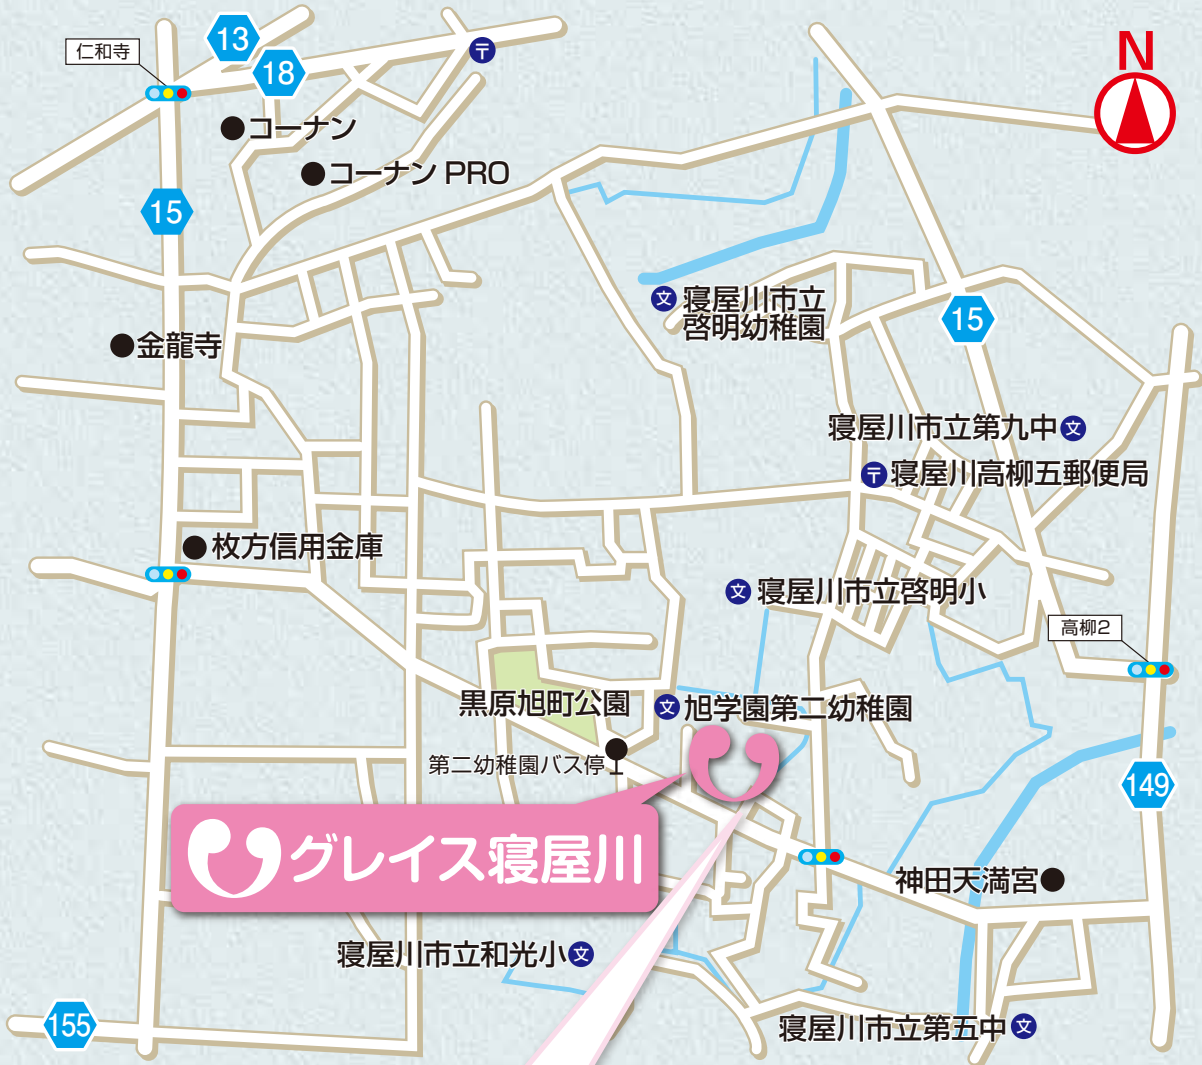 13
N
仁和寺
〒
18
コーナン
コーナン PRO
15
文
寝屋川市立
啓明幼稚園
15
金龍寺
寝屋川市立第九中
文
〒
寝屋川高柳五郵便局
枚方信用金庫
文
寝屋川市立啓明小
高柳2
黒原旭町公園
文
旭学園第二幼稚園
第二幼稚園バス停
149
グレイス寝屋川
神田天満宮
寝屋川市立和光小
文
155
寝屋川市立第五中
文